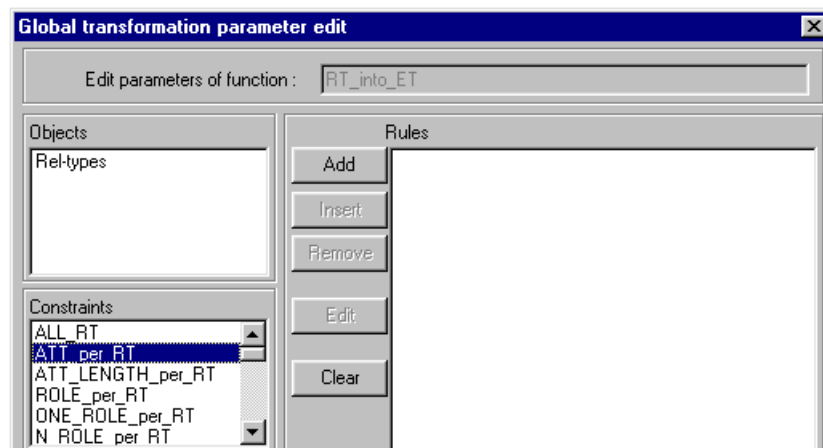 Global transformation parameter edit
Edit parameters of function :
RT_into_ET
Objects
Rel-types
Rules
Add
Insert
Remove
Edit
Clear
Constraints
ALL_RT
ATT_per_RT
ATT_LENGTH_per_RT
ROLE_per_RT
ONE_ROLE_per_RT
N_ROLE_per_RT